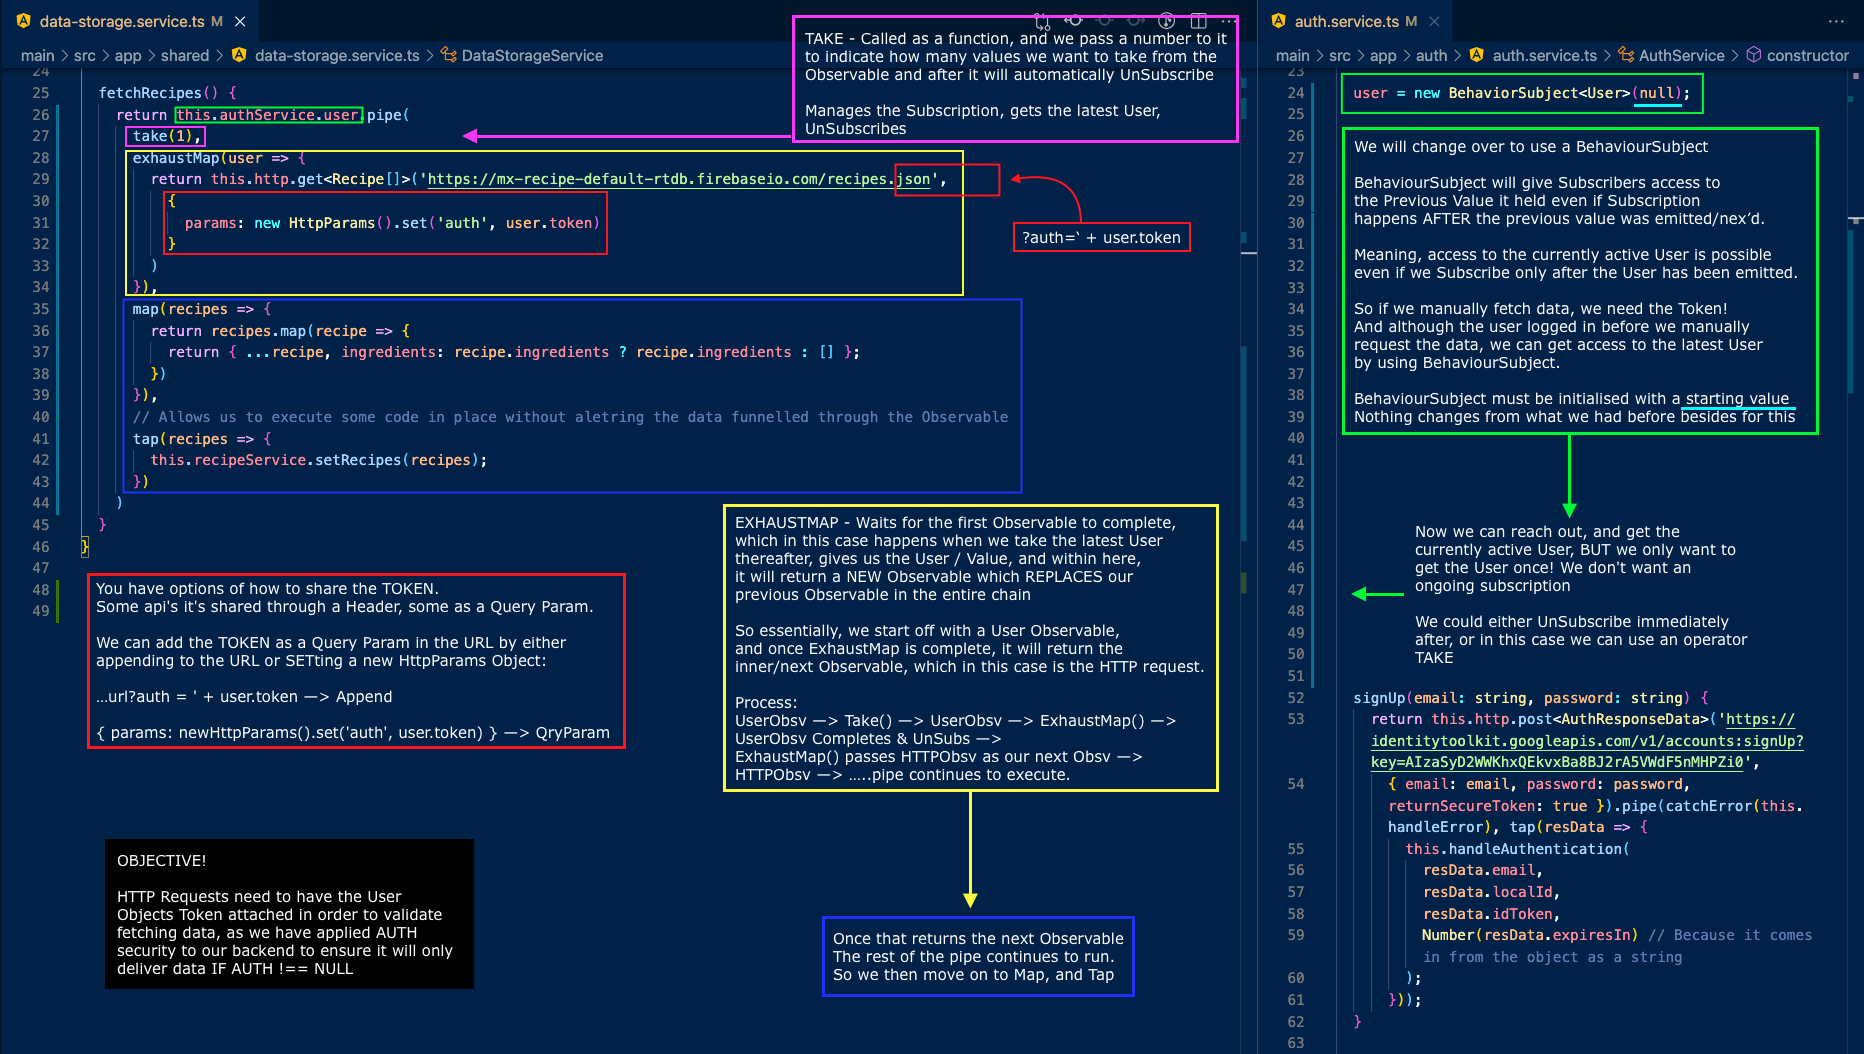 data-storage.service.ts M
main > src > app > shared > data-storage.service.ts > DataStorageService
24
25 fetchRecipes() {
26 return this.authService.user.pipe(
27 take(1),
28 exhaustMap(user => {
29 return this.http.get<Recipe[]>('https://mx-recipe-default-rtdb.firebaseio.com/recipes.json',
30 {
31 params: new HttpParams().set('auth', user.token)
32 }
33 )
34 }),
35 map(recipes => {
36 return recipes.map(recipe => {
37 return { ...recipe, ingredients: recipe.ingredients ? recipe.ingredients : [] };
38 })
39 }),
40 // Allows us to execute some code in place without aletring the data funnelled through the Observable
41 tap(recipes => {
42 this.recipeService.setRecipes(recipes);
43 })
44 )
45 }
46 }
47
48
49
TAKE - Called as a function, and we pass a number to it
to indicate how many values we want to take from the
Observable and after it will automatically UnSubscribe
Manages the Subscription, gets the latest User,
UnSubscribes
?auth=` + user.token
You have options of how to share the TOKEN.
Some api's it's shared through a Header, some as a Query Param.
We can add the TOKEN as a Query Param in the URL by either
appending to the URL or SETting a new HttpParams Object:
...url?auth = ' + user.token —> Append
{ params: newHttpParams().set('auth', user.token) } —> QryParam
EXHAUSTMAP - Waits for the first Observable to complete,
which in this case happens when we take the latest User
thereafter, gives us the User / Value, and within here,
it will return a NEW Observable which REPLACES our
previous Observable in the entire chain
So essentially, we start off with a User Observable,
and once ExhaustMap is complete, it will return the
inner/next Observable, which in this case is the HTTP request.
Process:
UserObsv —> Take() —> UserObsv —> ExhaustMap() —>
UserObsv Completes & UnSubs —>
ExhaustMap() passes HTTPObsv as our next Obsv —>
HTTPObsv —> .....pipe continues to execute.
OBJECTIVE!
HTTP Requests need to have the User
Objects Token attached in order to validate
fetching data, as we have applied AUTH
security to our backend to ensure it will only
deliver data IF AUTH !== NULL
Once that returns the next Observable
The rest of the pipe continues to run.
So we then move on to Map, and Tap
auth.service.ts M
main > src > app > auth > auth.service.ts > AuthService > constructor
23
24 user = new BehaviorSubject<User>(null);
25
26
27
28
29
30
31
32
33
34
35
36
37
38
39
40
41
42
43
44
45
46
47
48
49
50
51
We will change over to use a BehaviourSubject
BehaviourSubject will give Subscribers access to
the Previous Value it held even if Subscription
happens AFTER the previous value was emitted/nex’d.
Meaning, access to the currently active User is possible
even if we Subscribe only after the User has been emitted.
So if we manually fetch data, we need the Token!
And although the user logged in before we manually
request the data, we can get access to the latest User
by using BehaviourSubject.
BehaviourSubject must be initialised with a starting value
Nothing changes from what we had before besides for this
Now we can reach out, and get the
currently active User, BUT we only want to
get the User once! We don't want an
ongoing subscription
We could either UnSubscribe immediately
after, or in this case we can use an operator
TAKE
52 signUp(email: string, password: string) {
53 return this.http.post<AuthResponseData>('https://
identitytoolkit.googleapis.com/v1/accounts:signUp?
key=AIzaSyD2WWKhxQEkvxBa8BJ2rA5VWdF5nMHPZi0',
54 { email: email, password: password,
returnSecureToken: true }).pipe(catchError(this.
handleError), tap(resData => {
55 this.handleAuthentication(
56 resData.email,
57 resData.localId,
58 resData.idToken,
59 Number(resData.expiresIn) // Because it comes
in from the object as a string
60 );
61 }));
62 }
63